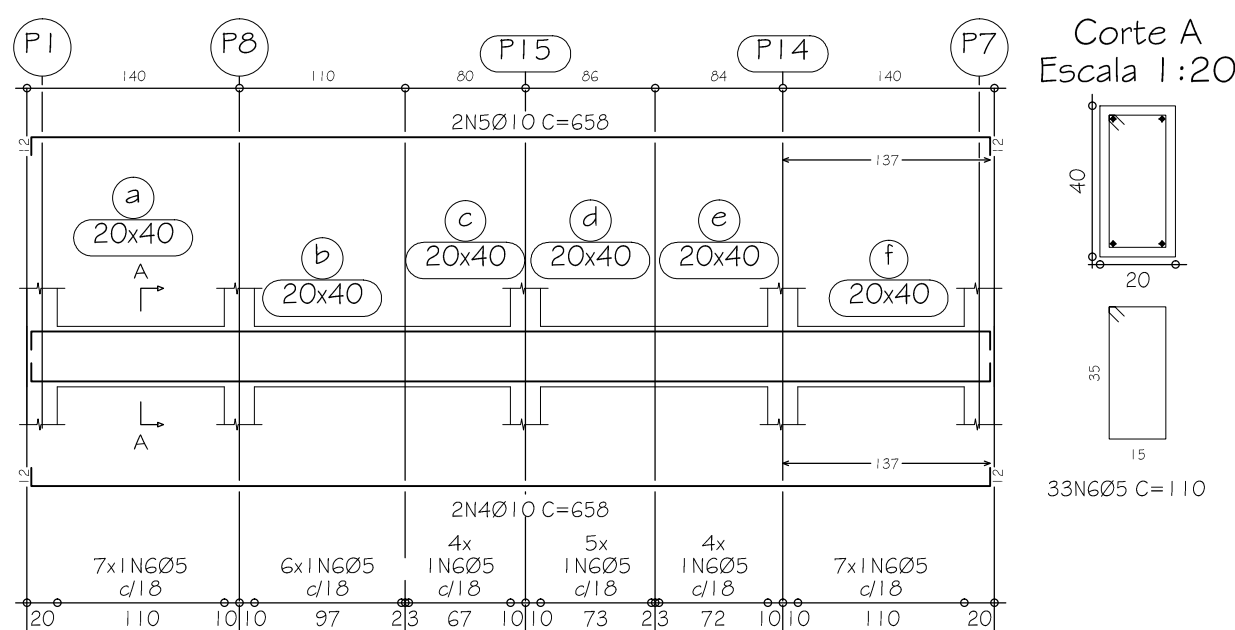 P1 P8 P15 P14 P7
140 110 80 86 84 140
2N5Ø10 C=658
12 12
137
a b c d e f
20x40 20x40 20x40 20x40 20x40 20x40
A
A
137
12 12
2N4Ø10 C=658
7x1N6Ø5 c/18
6x1N6Ø5 c/18
4x 1N6Ø5 c/18
5x 1N6Ø5 c/18
4x 1N6Ø5 c/18
7x1N6Ø5 c/18
20 110 10 10 97 2 3 67 10 10 73 2 3 72 10 10 110 20
Corte A
Escala 1:20
40
20
35
15
33N6Ø5 C=110